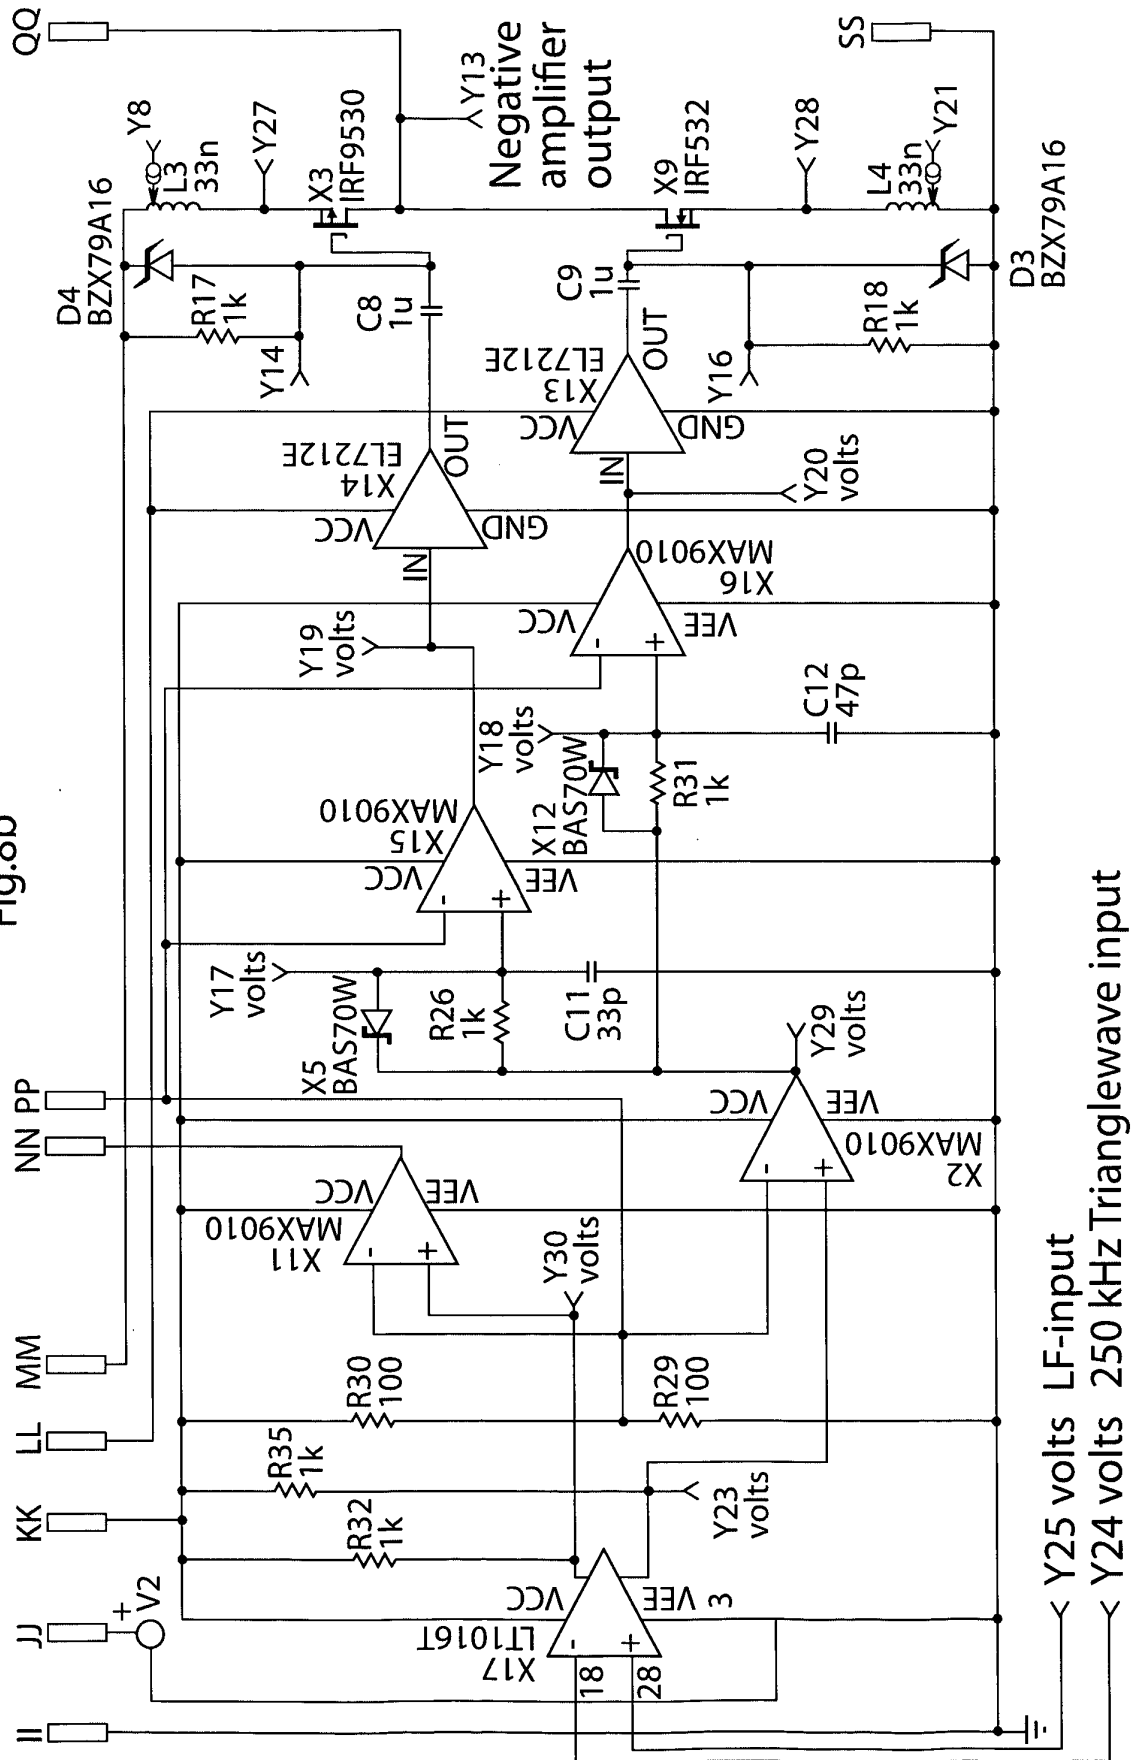 Fig.8b
II
JJ
KK
LL
MM
NN
PP
QQ
SS
+
V2
R32
1k
R35
1k
R30
100
R29
100
X17
LT1016T
VCC
VEE
3
-
+
18
28
Y23
volts
Y30
volts
X11
MAX9010
VCC
VEE
-
+
X2
MAX9010
VCC
VEE
-
+
Y29
volts
Y17
volts
X5
BAS70W
R26
1k
C11
33p
X15
MAX9010
VCC
VEE
-
+
Y18
volts
X12
BAS70W
R31
1k
C12
47p
Y19
volts
X16
MAX9010
VCC
VEE
-
+
Y20
volts
X14
EL7212E
VCC
GND
IN
OUT
X13
EL7212E
VCC
GND
IN
OUT
D4
BZX79A16
R17
1k
Y14
C8
1u
C9
1u
Y16
R18
1k
D3
BZX79A16
Y8
L3
33n
Y27
X3
IRF9530
Y13
Negative
amplifier
output
X9
IRF532
Y28
L4
33n
Y21
Y25 volts LF-input
Y24 volts 250 kHz Trianglewave input